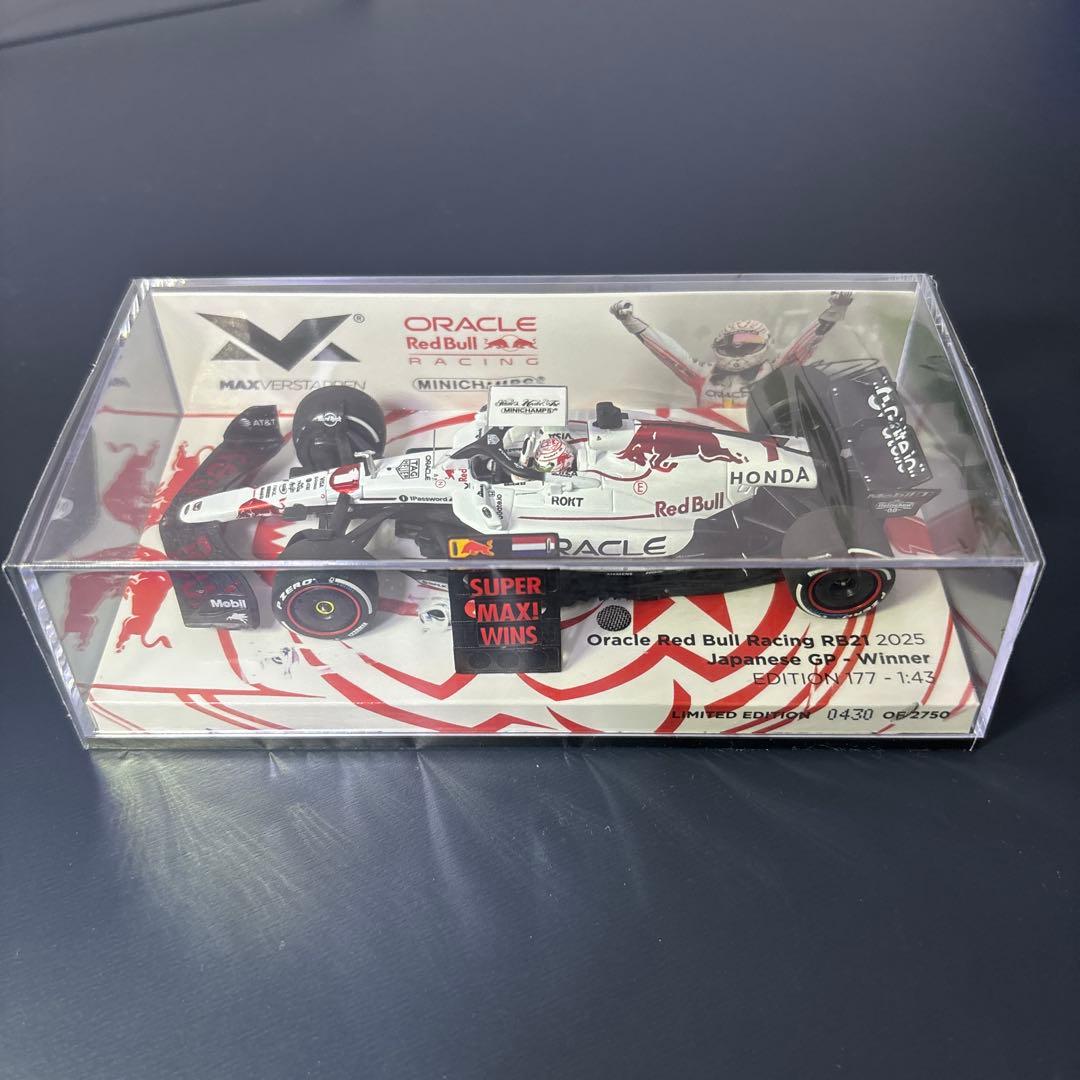 ORACLE
Red Bull
RACING
MAXVERSTAPPEN
MINICHAMPS®
MINICHAMPS
AT&T
TAG
HEUER
ORACLE
1Password
ROKT
HONDA
Red Bull
ORACLE
Mobil
P ZERO
SUPER
MAX!
WINS
Oracle Red Bull Racing RB21 2025
Japanese GP - Winner
EDITION 177 - 1:43
LIMITED EDITION 0430 OF 2750